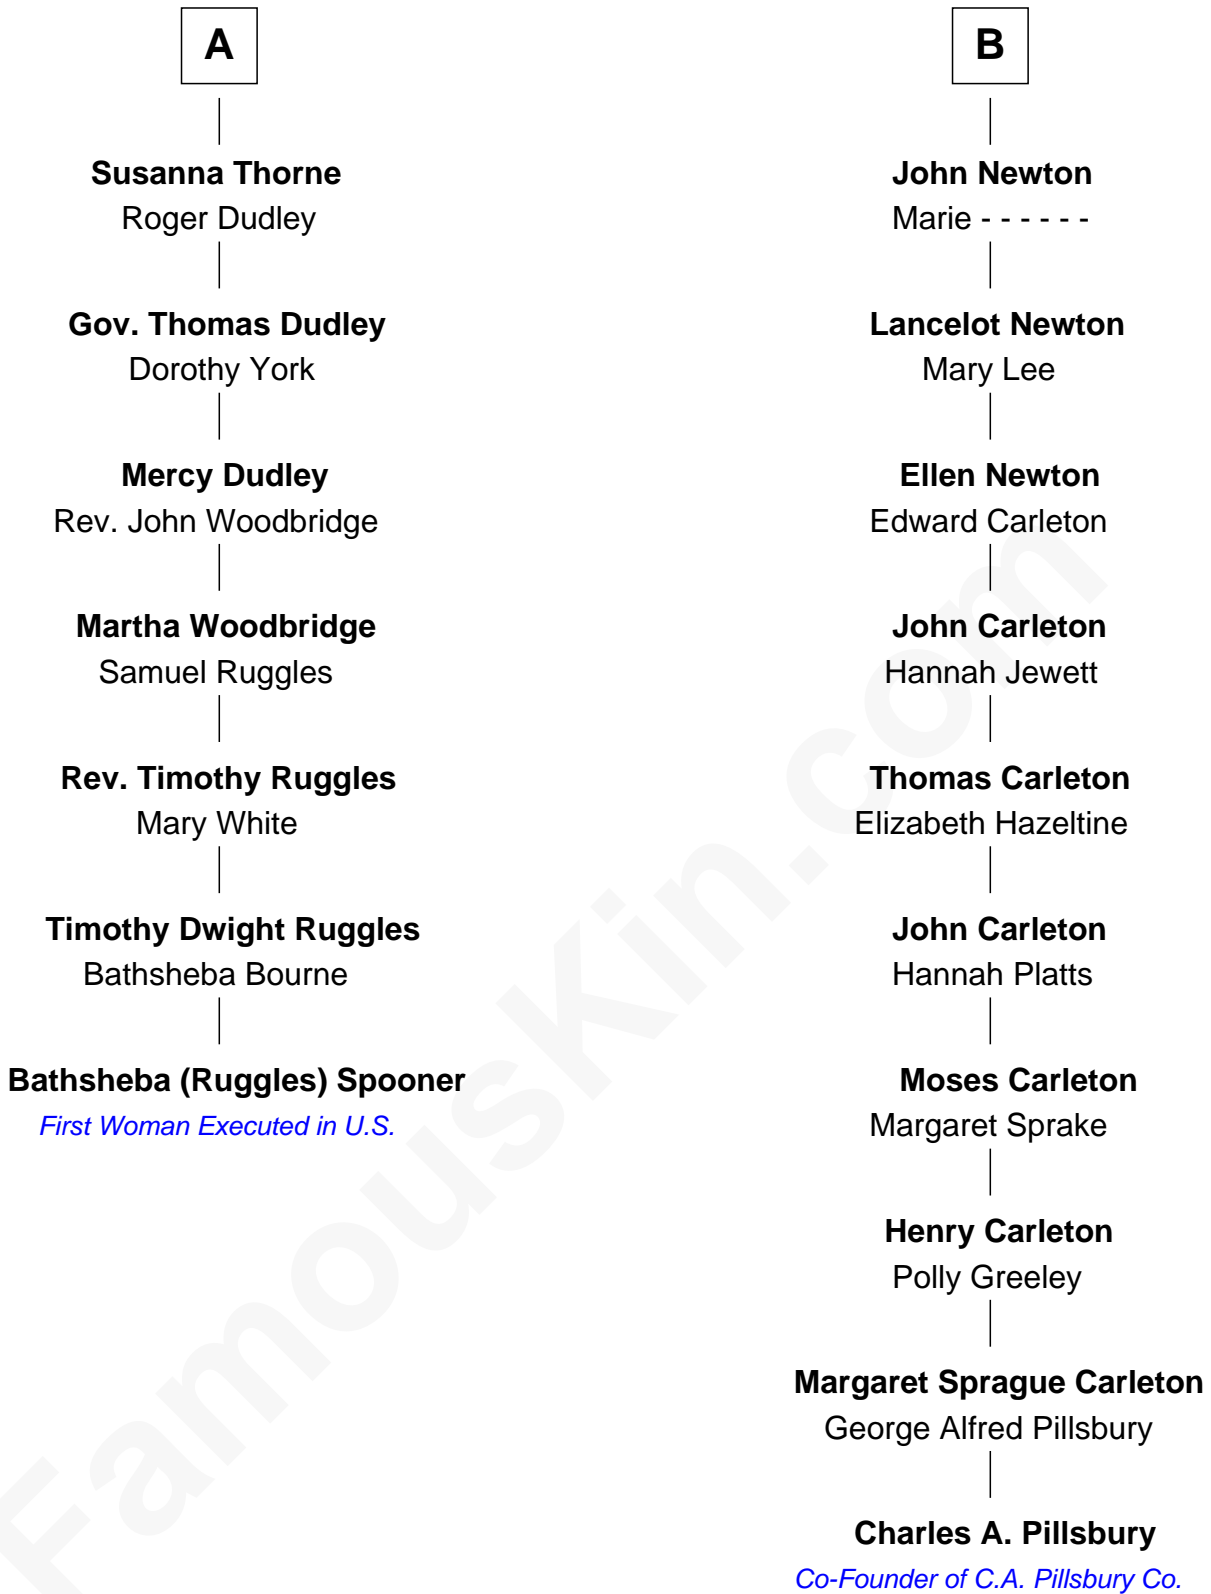 A
Susanna Thorne
Roger Dudley
Gov. Thomas Dudley
Dorothy York
Mercy Dudley
Rev. John Woodbridge
Martha Woodbridge
Samuel Ruggles
Rev. Timothy Ruggles
Mary White
Timothy Dwight Ruggles
Bathsheba Bourne
Bathsheba (Ruggles) Spooner
First Woman Executed in U.S.
B
John Newton
Marie - - - - - -
Lancelot Newton
Mary Lee
Ellen Newton
Edward Carleton
John Carleton
Hannah Jewett
Thomas Carleton
Elizabeth Hazeltine
John Carleton
Hannah Platts
Moses Carleton
Margaret Sprake
Henry Carleton
Polly Greeley
Margaret Sprague Carleton
George Alfred Pillsbury
Charles A. Pillsbury
Co-Founder of C.A. Pillsbury Co.
FamousKin.com